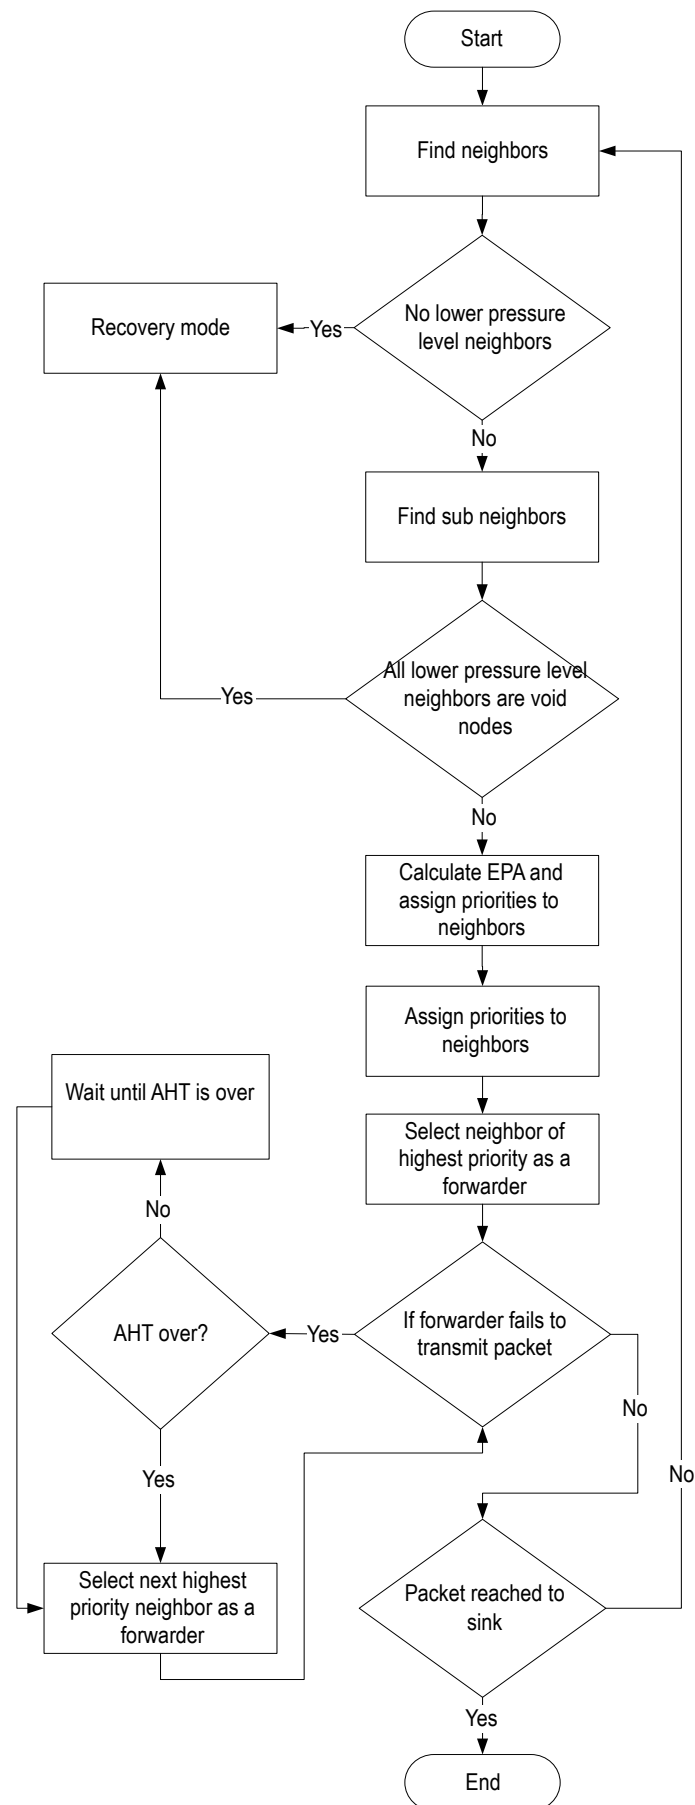 Start
Find neighbors
No lower pressure
level neighbors
Yes
Recovery mode
No
Find sub neighbors
All lower pressure level
neighbors are void
nodes
Yes
No
Calculate EPA and
assign priorities to
neighbors
Assign priorities to
neighbors
Wait until AHT is over
Select neighbor of
highest priority as a
forwarder
No
If forwarder fails to
transmit packet
Yes
AHT over?
No
Yes
No
Select next highest
priority neighbor as a
forwarder
Packet reached to
sink
Yes
End